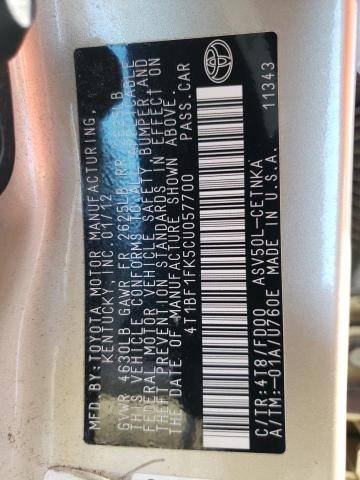 MFD.BY:TOYOTA MOTOR MANUFACTURING,
KENTUCKY, INC. 01/12
GVWR 4630LB GAWR FR 2625LB RR 2625LB
THIS VEHICLE CONFORMS TO ALL APPLICABLE
FEDERAL MOTOR VEHICLE SAFETY, BUMPER AND
THEFT PREVENTION STANDARDS IN EFFECT ON
THE DATE OF MANUFACTURE SHOWN ABOVE.
4T1BF1FK5CU057700 PASS.CAR
C/TR:4T8/FD00 ASV50L-CETNKA
A/TM:-01A/U760E MADE IN U.S.A. 11343